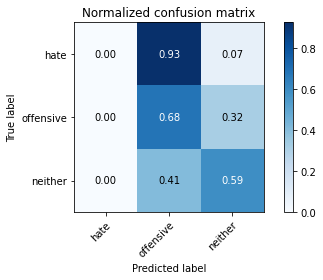 Normalized confusion matrix
True label
hate 0.00 0.93 0.07
offensive 0.00 0.68 0.32
neither 0.00 0.41 0.59
hate offensive neither
Predicted label
0.8
0.6
0.4
0.2
0.0